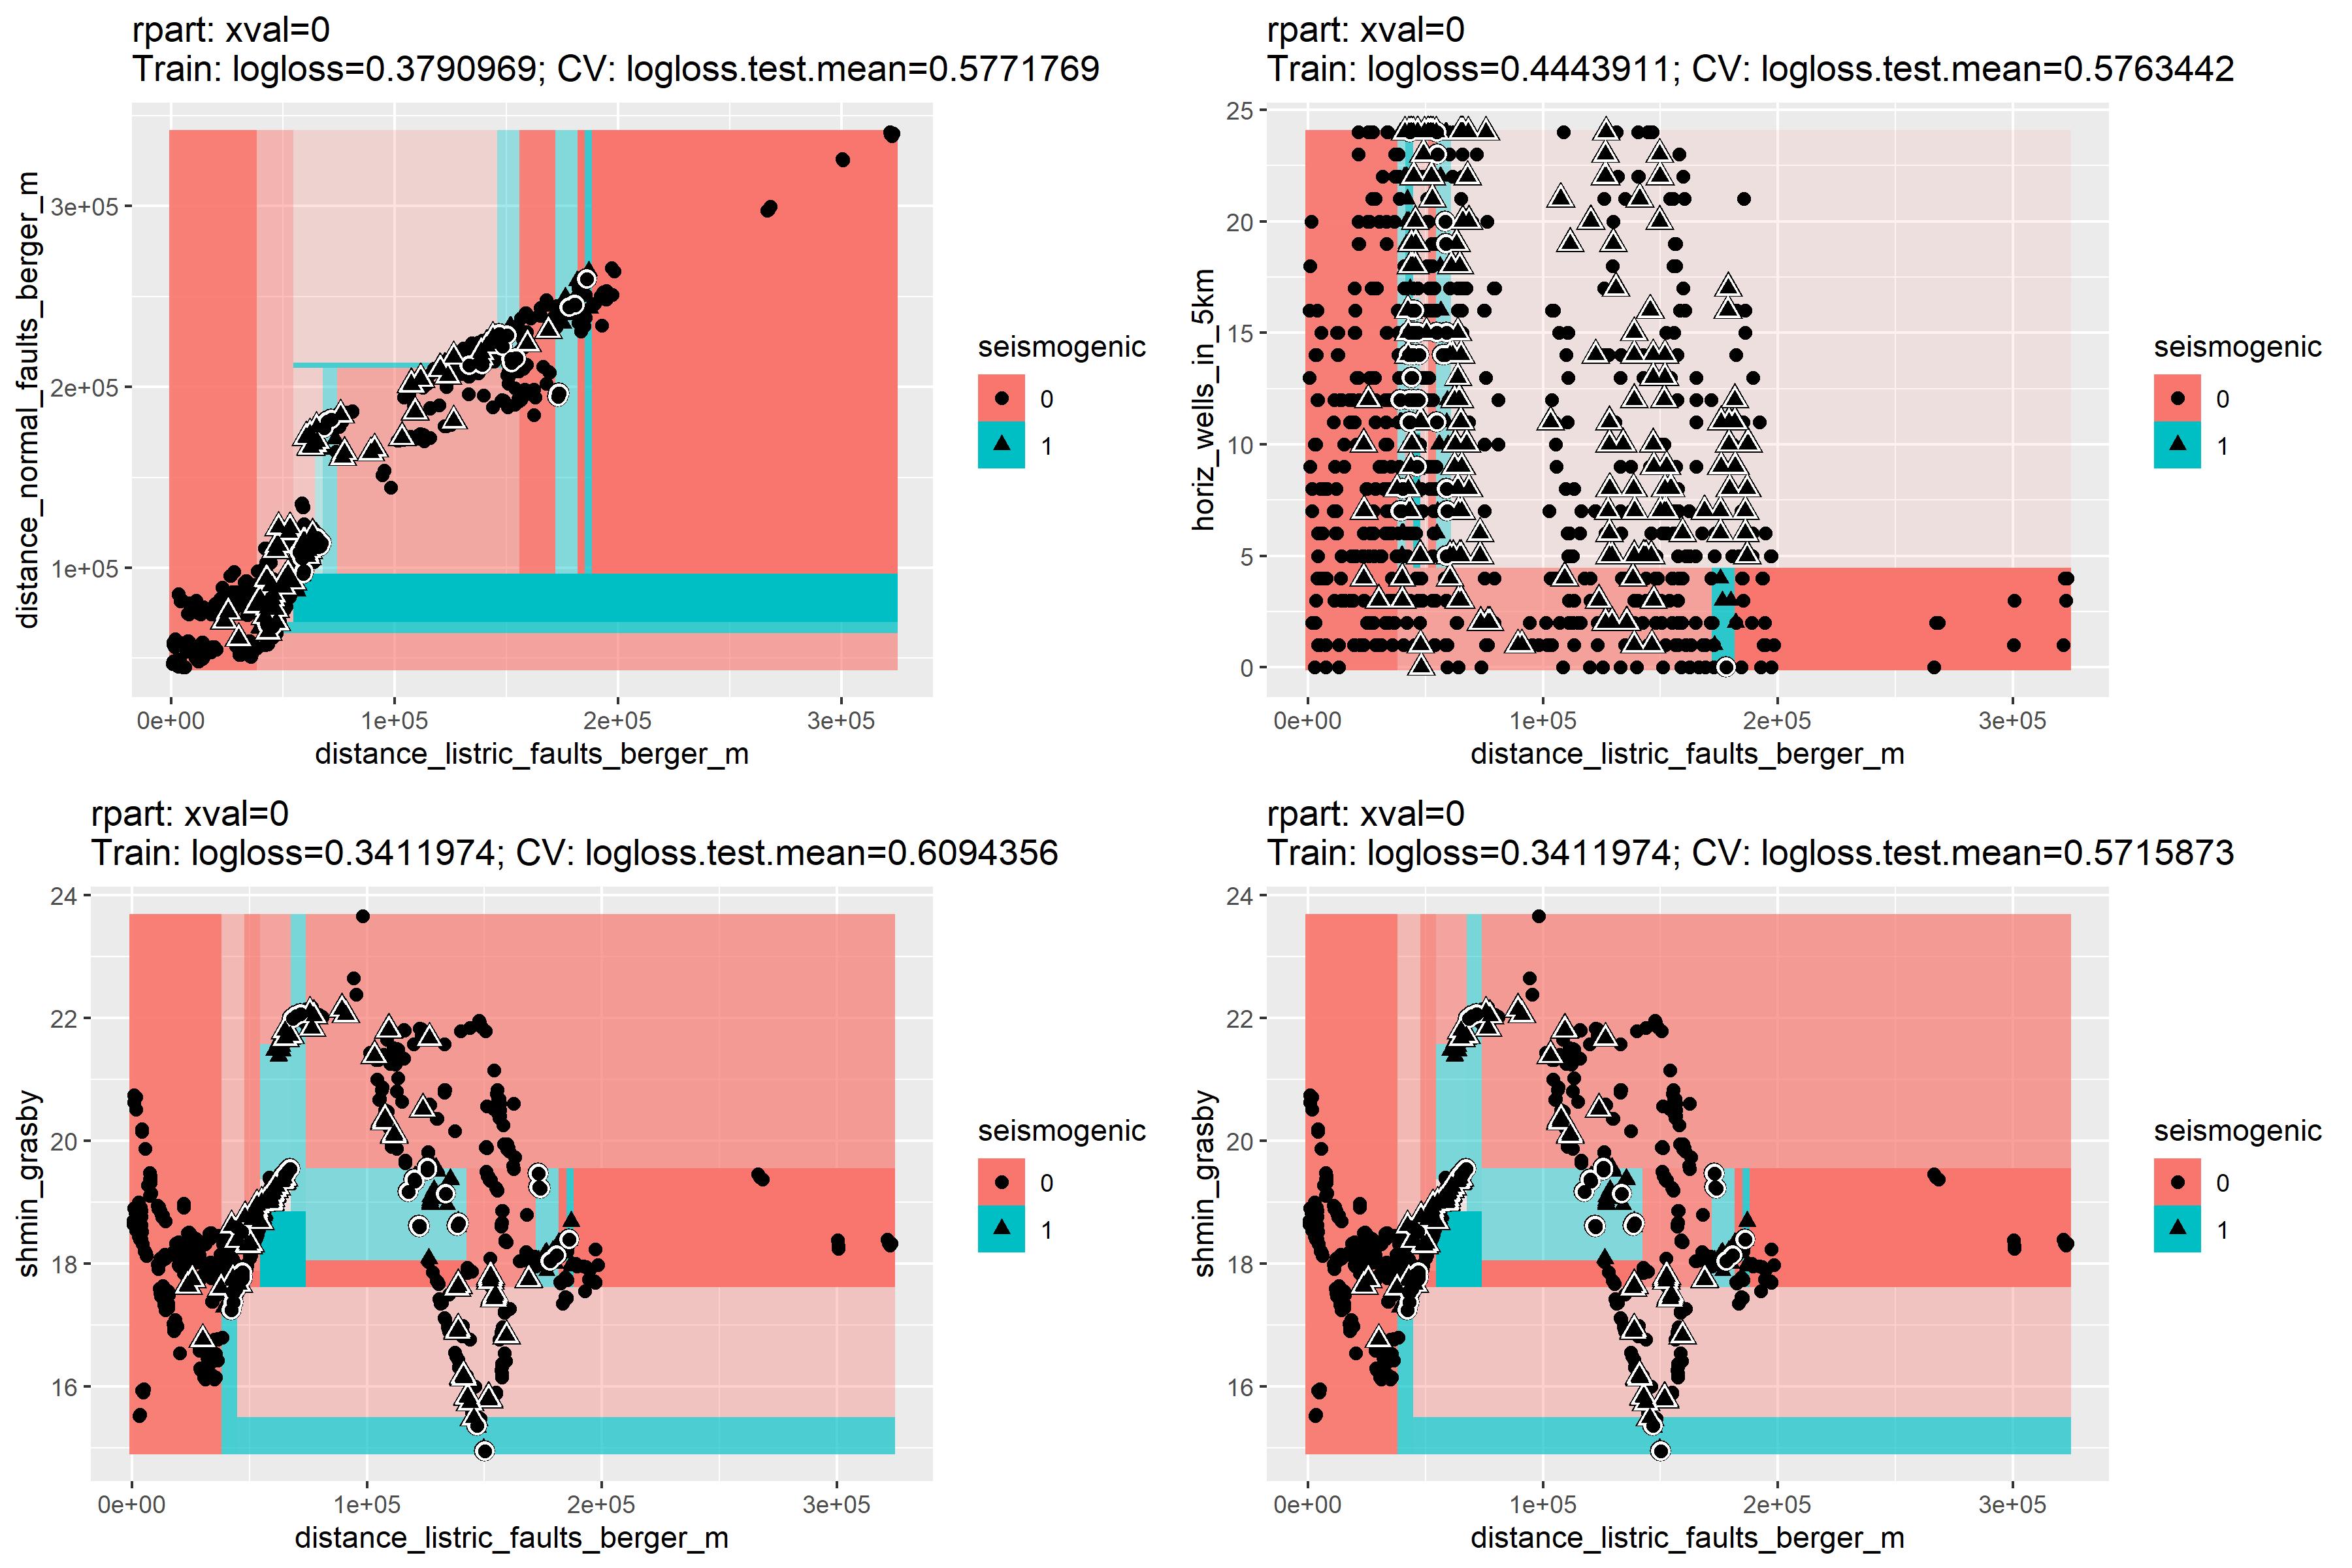 rpart: xval=0
Train: logloss=0.3790969; CV: logloss.test.mean=0.5771769
distance_normal_faults_berger_m
3e+05
2e+05
1e+05
0e+00 1e+05 2e+05 3e+05
distance_listric_faults_berger_m
seismogenic
0
1
rpart: xval=0
Train: logloss=0.4443911; CV: logloss.test.mean=0.5763442
horiz_wells_in_5km
25
20
15
10
5
0
0e+00 1e+05 2e+05 3e+05
distance_listric_faults_berger_m
seismogenic
0
1
rpart: xval=0
Train: logloss=0.3411974; CV: logloss.test.mean=0.6094356
shmin_grasby
24
22
20
18
16
0e+00 1e+05 2e+05 3e+05
distance_listric_faults_berger_m
seismogenic
0
1
rpart: xval=0
Train: logloss=0.3411974; CV: logloss.test.mean=0.5715873
shmin_grasby
24
22
20
18
16
0e+00 1e+05 2e+05 3e+05
distance_listric_faults_berger_m
seismogenic
0
1